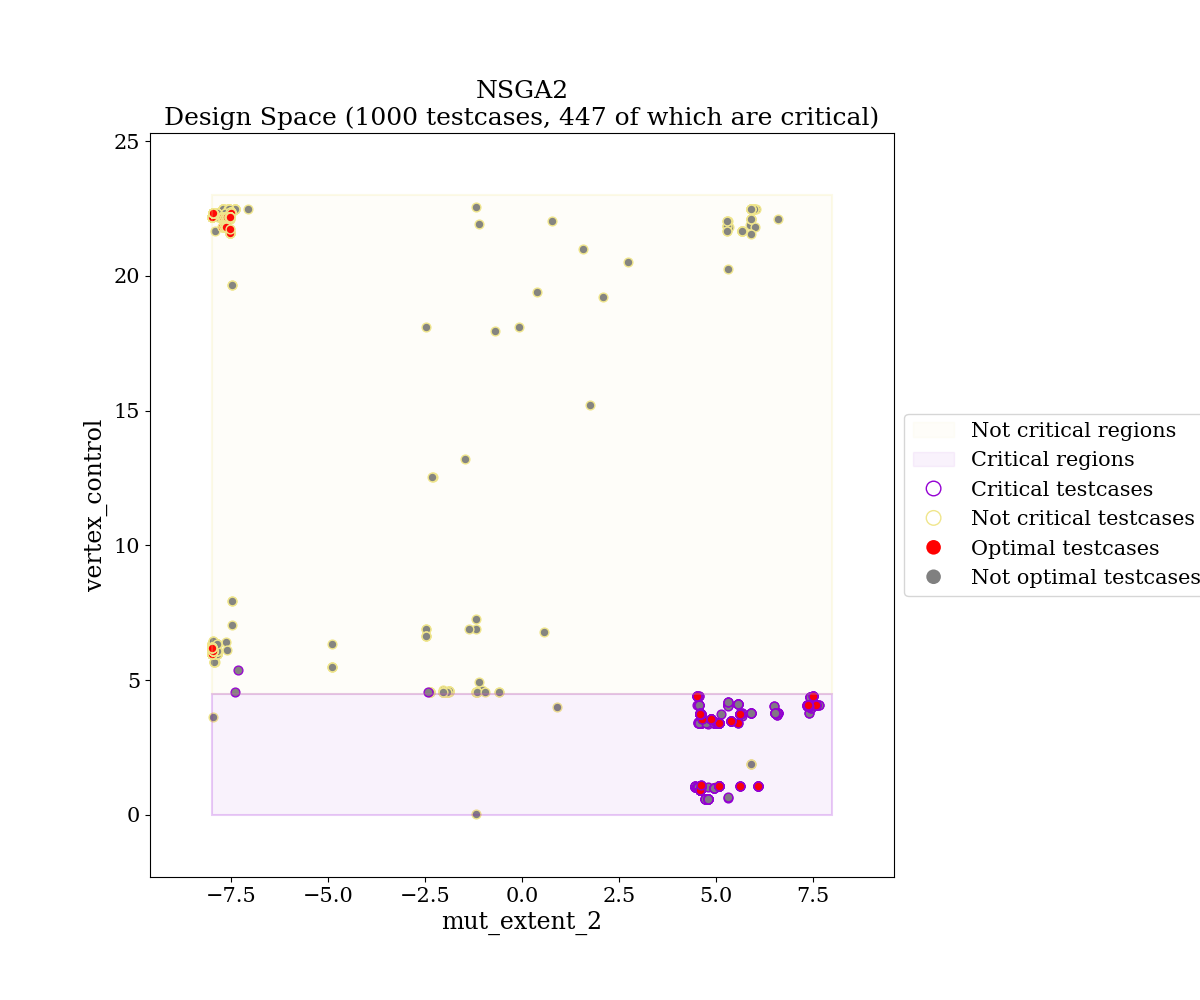 NSGA2
Design Space (1000 testcases, 447 of which are critical)
25
20
15
10
5
0
vertex_control
−7.5
−5.0
−2.5
0.0
2.5
5.0
7.5
mut_extent_2
Not critical regions
Critical regions
Critical testcases
Not critical testcases
Optimal testcases
Not optimal testcases